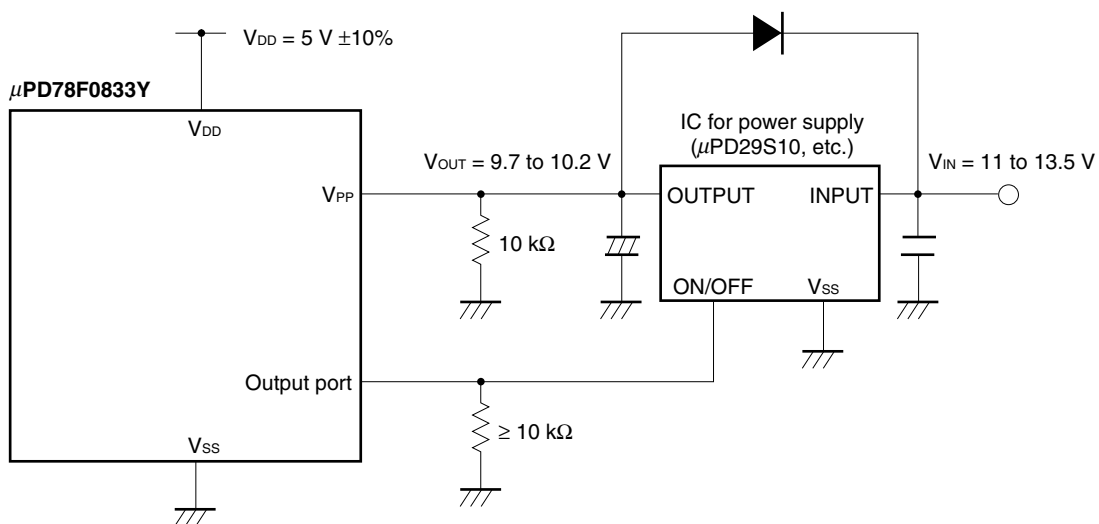 VDD = 5 V ±10%
µPD78F0833Y
VDD
IC for power supply
(µPD29S10, etc.)
VOUT = 9.7 to 10.2 V
VIN = 11 to 13.5 V
VPP
OUTPUT
INPUT
10 kΩ
ON/OFF
VSS
Output port
≥ 10 kΩ
VSS